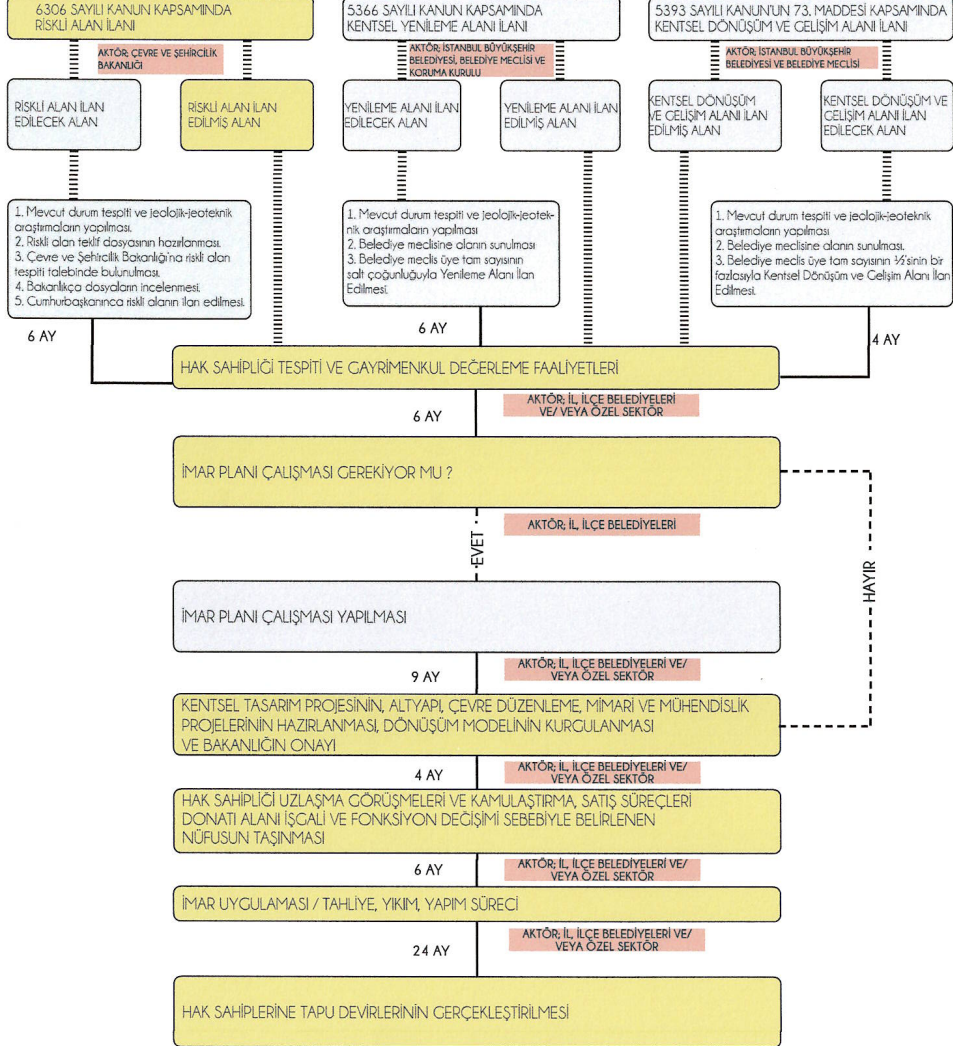 6306 SAYILI KANUN KAPSAMINDA
RİSKLİ ALAN İLANI
5366 SAYILI KANUN KAPSAMINDA
KENTSEL YENİLEME ALANI İLANI
5393 SAYILI KANUN'UN 73. MADDESİ KAPSAMINDA
KENTSEL DÖNÜŞÜM VE GELİŞİM ALANI İLANI
AKTÖR; ÇEVRE VE ŞEHİRCİLİK
BAKANLIĞI
AKTÖR; İSTANBUL BÜYÜKŞEHİR
BELEDİYESİ, BELEDİYE MECLİSİ VE
KORUMA KURULU
AKTÖR; İSTANBUL BÜYÜKŞEHİR
BELEDİYESİ VE BELEDİYE MECLİSİ
RİSKLİ ALAN İLAN
EDİLECEK ALAN
RİSKLİ ALAN İLAN
EDİLMİŞ ALAN
YENİLEME ALANI İLAN
EDİLECEK ALAN
YENİLEME ALANI İLAN
EDİLMİŞ ALAN
KENTSEL DÖNÜŞÜM
VE GELİŞİM ALANI İLAN
EDİLMİŞ ALAN
KENTSEL DÖNÜŞÜM VE
GELİŞİM ALANI İLAN
EDİLECEK ALAN
1. Mevcut durum tespiti ve jeolojik-jeoteknik
araştırmaların yapılması.
2. Riskli alan teklif dosyasının hazırlanması.
3. Çevre ve Şehircilik Bakanlığı'na riskli alan
tespiti talebinde bulunulması.
4. Bakanlıkça dosyaların incelenmesi.
5. Cumhurbaşkanınca riskli alanın ilan edilmesi.
1. Mevcut durum tespiti ve jeolojik-jeotek-
nik araştırmaların yapılması
2. Belediye meclisine alanın sunulması
3. Belediye meclis üye tam sayısının
salt çoğunluğuyla Yenileme Alanı İlan
Edilmesi.
1. Mevcut durum tespiti ve jeolojik-jeoteknik
araştırmaların yapılması
2. Belediye meclisine alanın sunulması.
3. Belediye meclis üye tam sayısının ½'sinin bir
fazlasıyla Kentsel Dönüşüm ve Gelişim Alanı İlan
Edilmesi.
6 AY
6 AY
4 AY
HAK SAHİPLİĞİ TESPİTİ VE GAYRİMENKUL DEĞERLEME FAALİYETLERİ
6 AY
AKTÖR; İL, İLÇE BELEDİYELERİ
VE/ VEYA ÖZEL SEKTÖR
İMAR PLANI ÇALIŞMASI GEREKİYOR MU ?
AKTÖR; İL, İLÇE BELEDİYELERİ
EVET
HAYIR
İMAR PLANI ÇALIŞMASI YAPILMASI
9 AY
AKTÖR; İL, İLÇE BELEDİYELERİ VE/
VEYA ÖZEL SEKTÖR
KENTSEL TASARIM PROJESİNİN, ALTYAPI, ÇEVRE DÜZENLEME, MİMARİ VE MÜHENDİSLİK
PROJELERİNİN HAZIRLANMASI, DÖNÜŞÜM MODELİNİN KURGULANMASI
VE BAKANLIĞIN ONAYI
4 AY
AKTÖR; İL, İLÇE BELEDİYELERİ VE/
VEYA ÖZEL SEKTÖR
HAK SAHİPLİĞİ UZLAŞMA GÖRÜŞMELERİ VE KAMULAŞTIRMA, SATIŞ SÜREÇLERİ
DONATI ALANI İŞGALİ VE FONKSİYON DEĞİŞİMİ SEBEBİYLE BELİRLENEN
NÜFUSUN TAŞINMASI
6 AY
AKTÖR; İL, İLÇE BELEDİYELERİ VE/
VEYA ÖZEL SEKTÖR
İMAR UYGULAMASI / TAHLİYE, YIKIM, YAPIM SÜRECİ
24 AY
AKTÖR; İL, İLÇE BELEDİYELERİ VE/
VEYA ÖZEL SEKTÖR
HAK SAHİPLERİNE TAPU DEVİRLERİNİN GERÇEKLEŞTİRİLMESİ